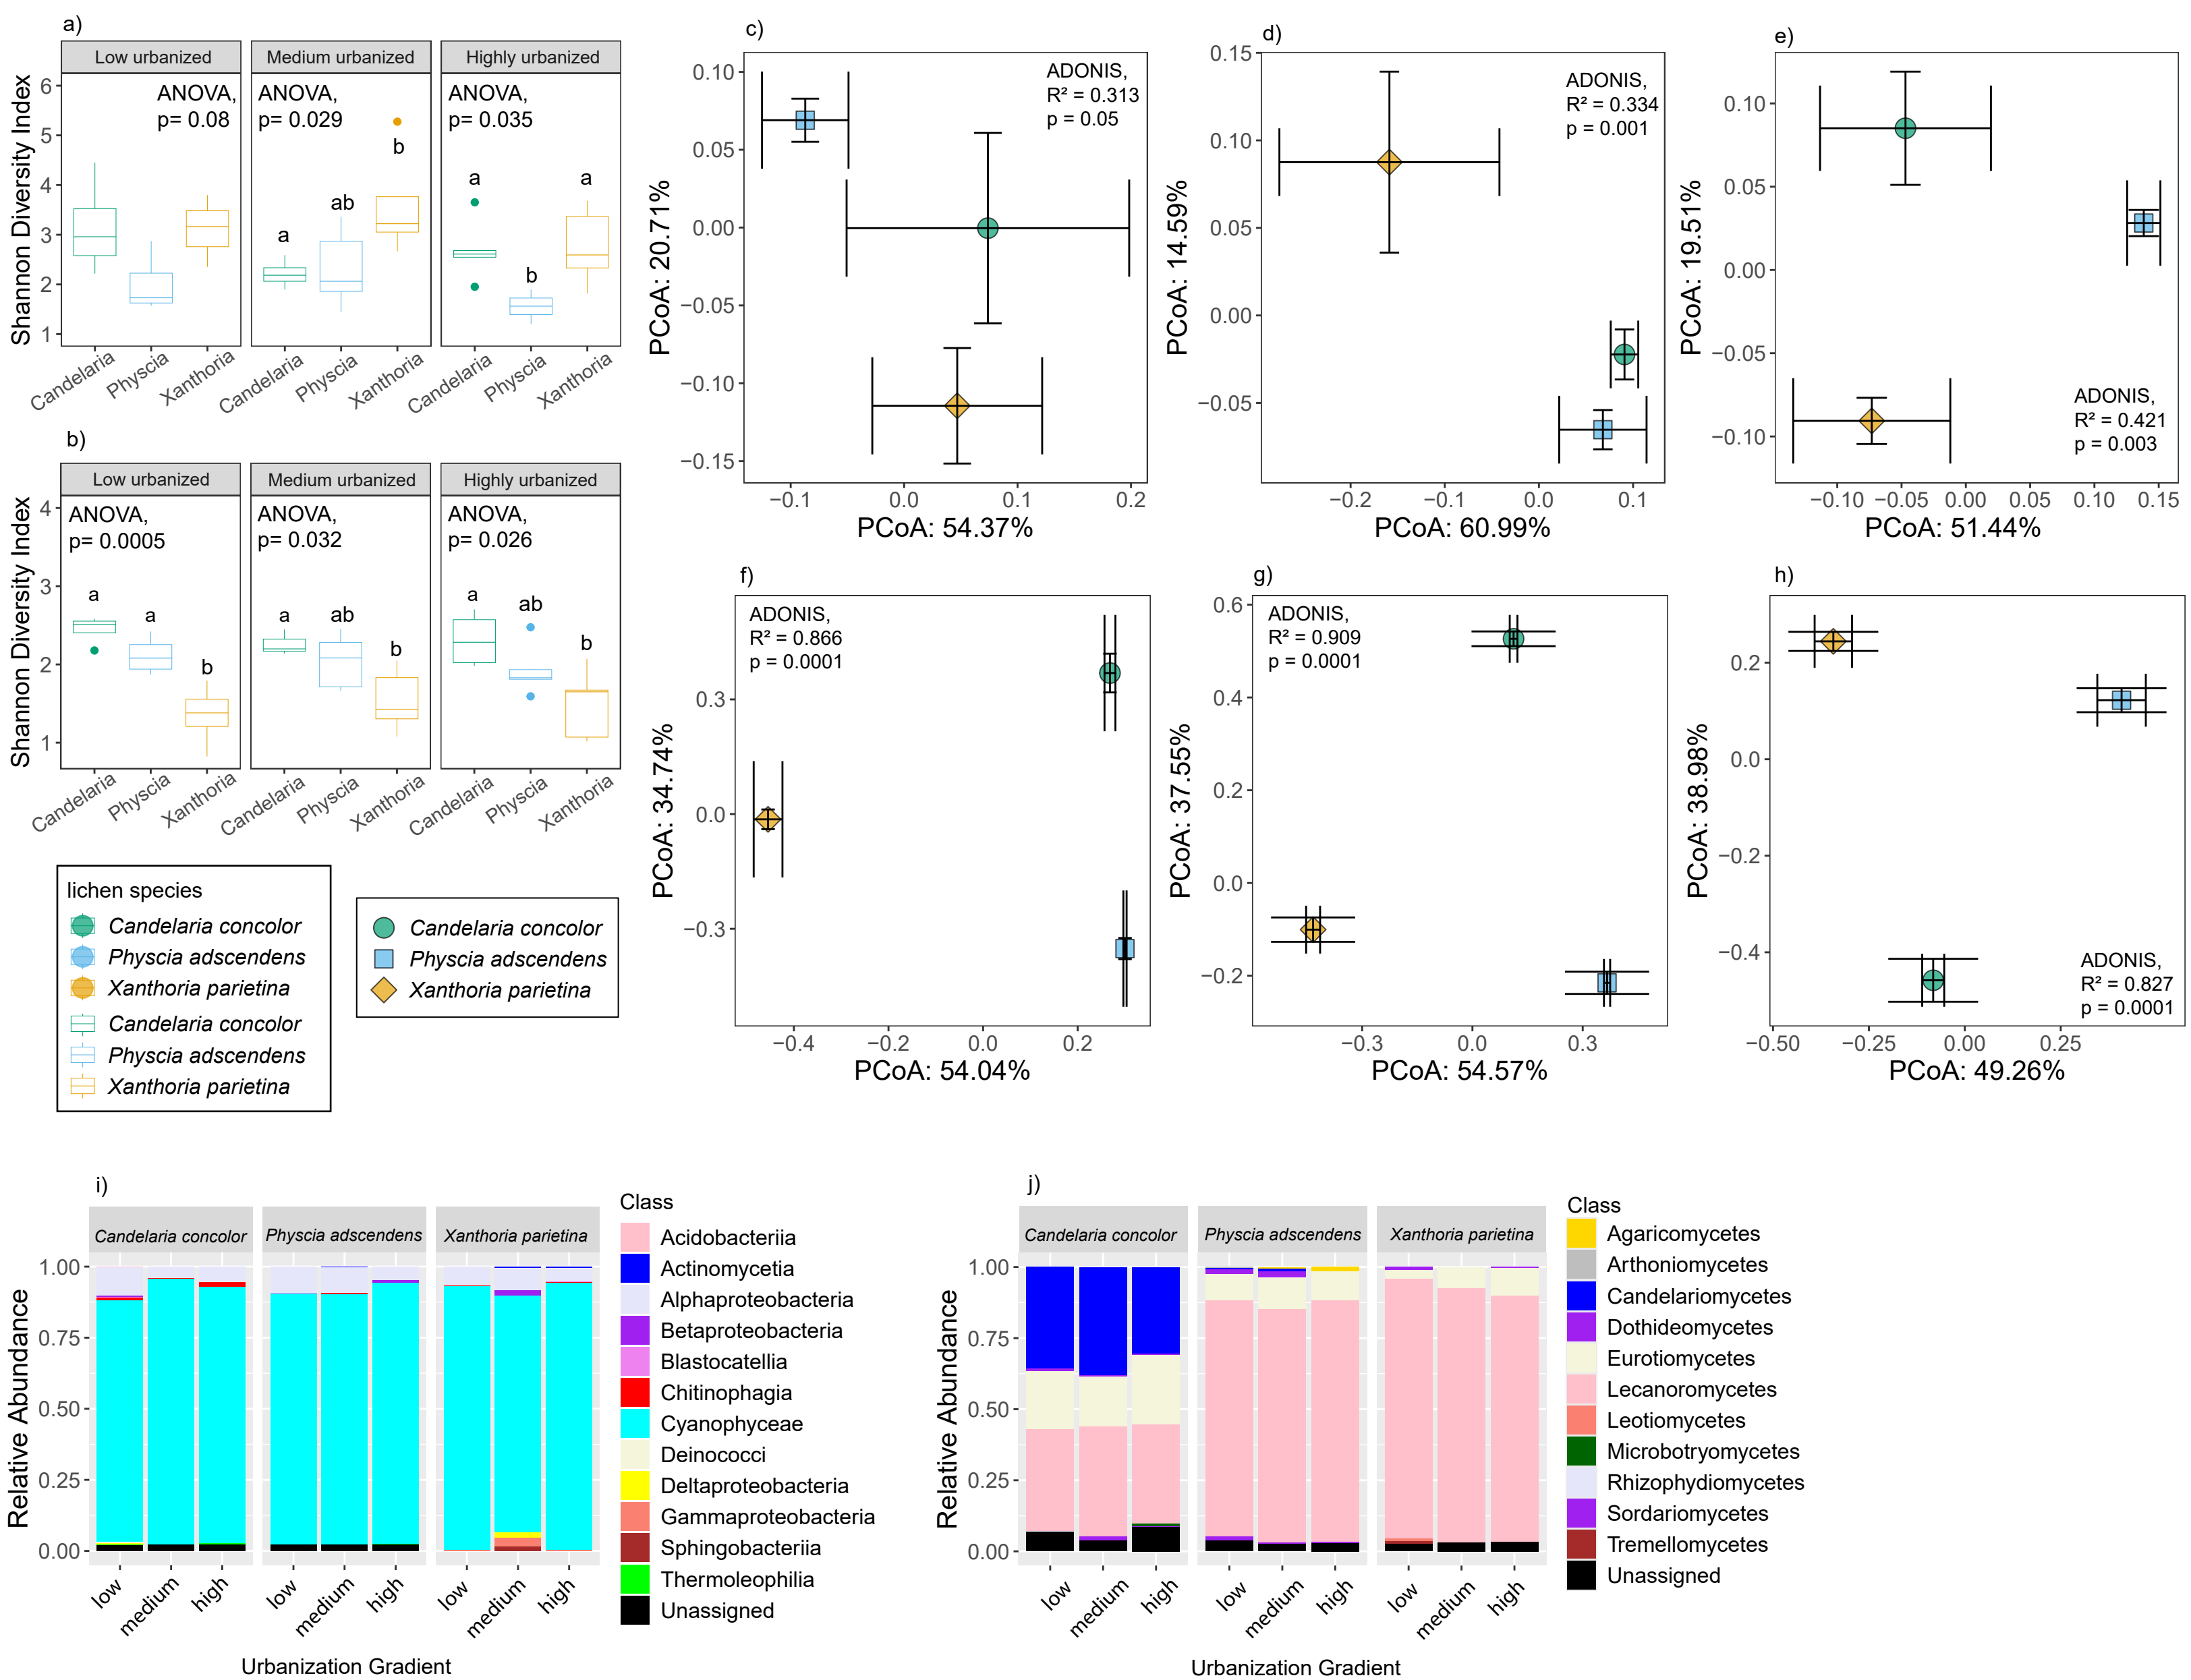 a)
Low urbanized
Medium urbanized
Highly urbanized
Shannon Diversity Index
6
5
4
3
2
1
ANOVA,
p= 0.08
ANOVA,
p= 0.029
ANOVA,
p= 0.035
a
ab
b
a
b
a
Candelaria
Physcia
Xanthoria
Candelaria
Physcia
Xanthoria
Candelaria
Physcia
Xanthoria
b)
Low urbanized
Medium urbanized
Highly urbanized
Shannon Diversity Index
4
3
2
1
ANOVA,
p= 0.0005
ANOVA,
p= 0.032
ANOVA,
p= 0.026
a
a
b
a
ab
b
a
ab
b
Candelaria
Physcia
Xanthoria
Candelaria
Physcia
Xanthoria
Candelaria
Physcia
Xanthoria
lichen species
Candelaria concolor
Physcia adscendens
Xanthoria parietina
Candelaria concolor
Physcia adscendens
Xanthoria parietina
Candelaria concolor
Physcia adscendens
Xanthoria parietina
c)
ADONIS,
R² = 0.313
p = 0.05
PCoA: 20.71%
0.10
0.05
0.00
−0.05
−0.10
−0.15
−0.1
0.0
0.1
0.2
PCoA: 54.37%
d)
ADONIS,
R² = 0.334
p = 0.001
PCoA: 14.59%
0.15
0.10
0.05
0.00
−0.05
−0.2
−0.1
0.0
0.1
PCoA: 60.99%
e)
PCoA: 19.51%
0.10
0.05
0.00
−0.05
−0.10
ADONIS,
R² = 0.421
p = 0.003
−0.10
−0.05
0.00
0.05
0.10
0.15
PCoA: 51.44%
f)
ADONIS,
R² = 0.866
p = 0.0001
PCoA: 34.74%
0.3
0.0
−0.3
−0.4
−0.2
0.0
0.2
PCoA: 54.04%
g)
ADONIS,
R² = 0.909
p = 0.0001
PCoA: 37.55%
0.6
0.4
0.2
0.0
−0.2
−0.3
0.0
0.3
PCoA: 54.57%
h)
PCoA: 38.98%
0.2
0.0
−0.2
−0.4
ADONIS,
R² = 0.827
p = 0.0001
−0.50
−0.25
0.00
0.25
PCoA: 49.26%
i)
Candelaria concolor
Physcia adscendens
Xanthoria parietina
Relative Abundance
1.00
0.75
0.50
0.25
0.00
low
medium
high
low
medium
high
low
medium
high
Urbanization Gradient
Class
Acidobacteriia
Actinomycetia
Alphaproteobacteria
Betaproteobacteria
Blastocatellia
Chitinophagia
Cyanophyceae
Deinococci
Deltaproteobacteria
Gammaproteobacteria
Sphingobacteriia
Thermoleophilia
Unassigned
j)
Candelaria concolor
Physcia adscendens
Xanthoria parietina
Relative Abundance
1.00
0.75
0.50
0.25
0.00
low
medium
high
low
medium
high
low
medium
high
Urbanization Gradient
Class
Agaricomycetes
Arthoniomycetes
Candelariomycetes
Dothideomycetes
Eurotiomycetes
Lecanoromycetes
Leotiomycetes
Microbotryomycetes
Rhizophydiomycetes
Sordariomycetes
Tremellomycetes
Unassigned